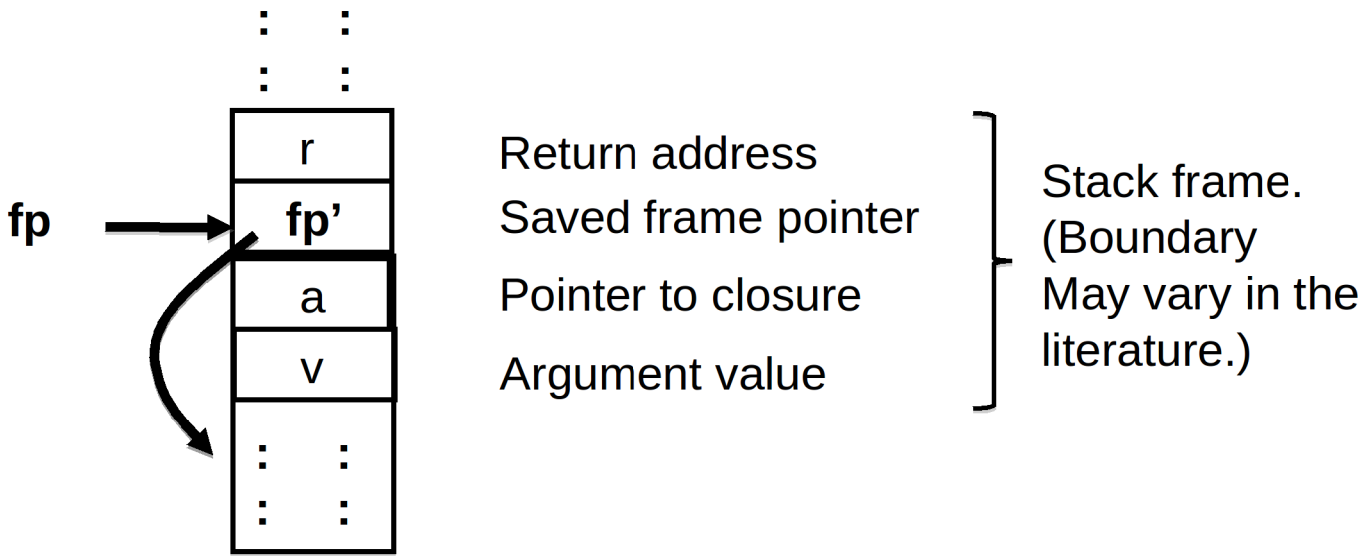 : :
: :
r Return address
fp fp’ Saved frame pointer
a Pointer to closure
v Argument value
: :
: :
Stack frame.
(Boundary
May vary in the
literature.)